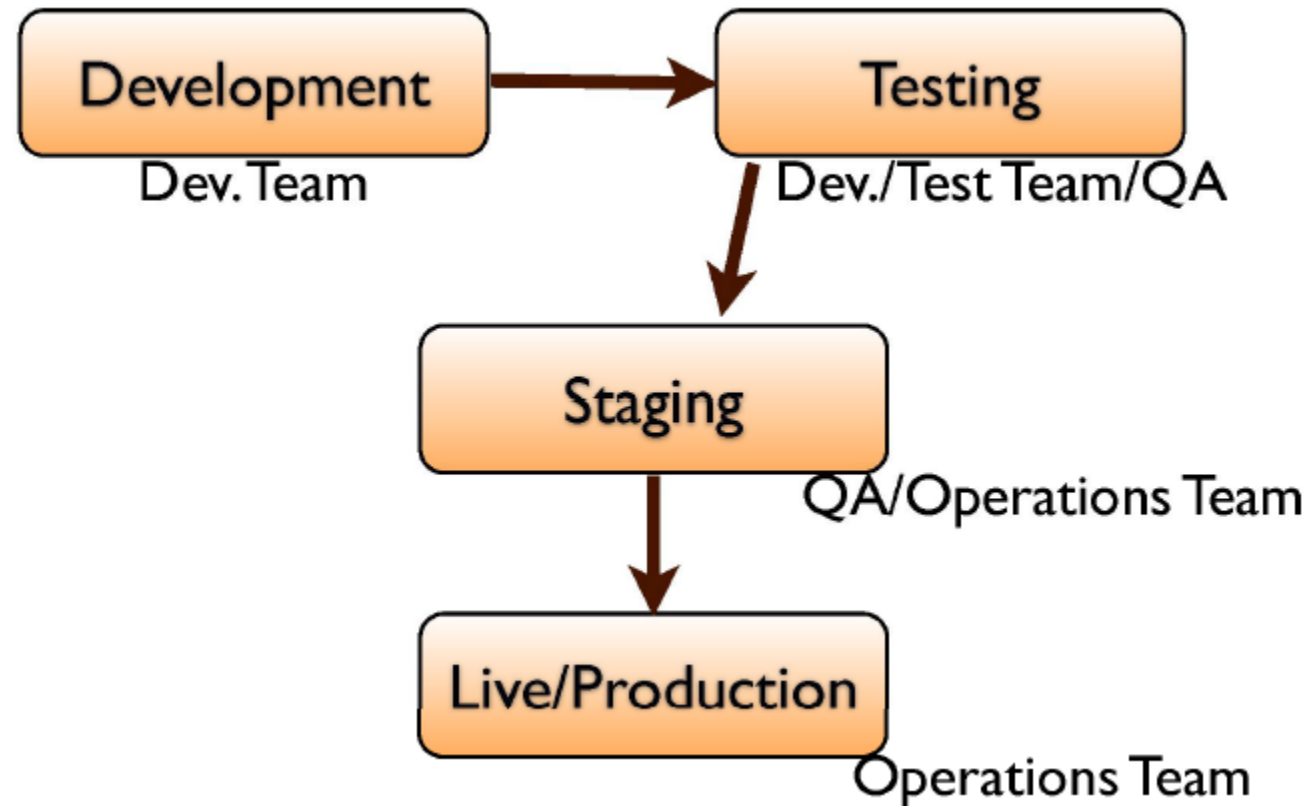 Development
Testing
Dev. Team
Dev./Test Team/QA
Staging
QA/Operations Team
Live/Production
Operations Team